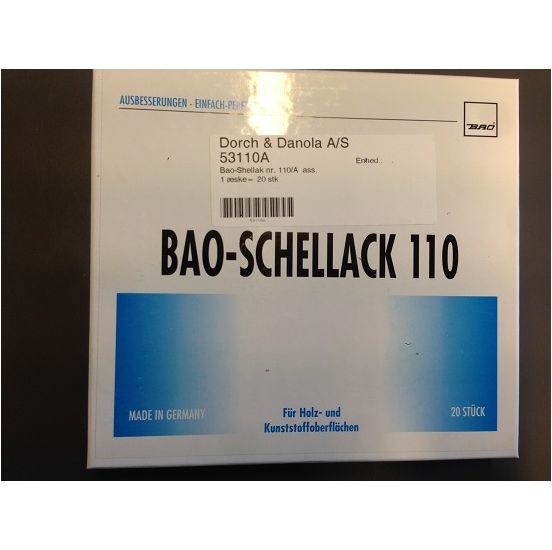 AUSBESSERUNGEN - EINFACH-
BAO
Dorch & Danola A/S
53110A
Enhed..
Bao-Shellak nr. 110/A ass.
1 æske = 20 stk
BAO-SCHELLACK 110
MADE IN GERMANY
Für Holz- und
Kunststoffoberflächen
20 STÜCK